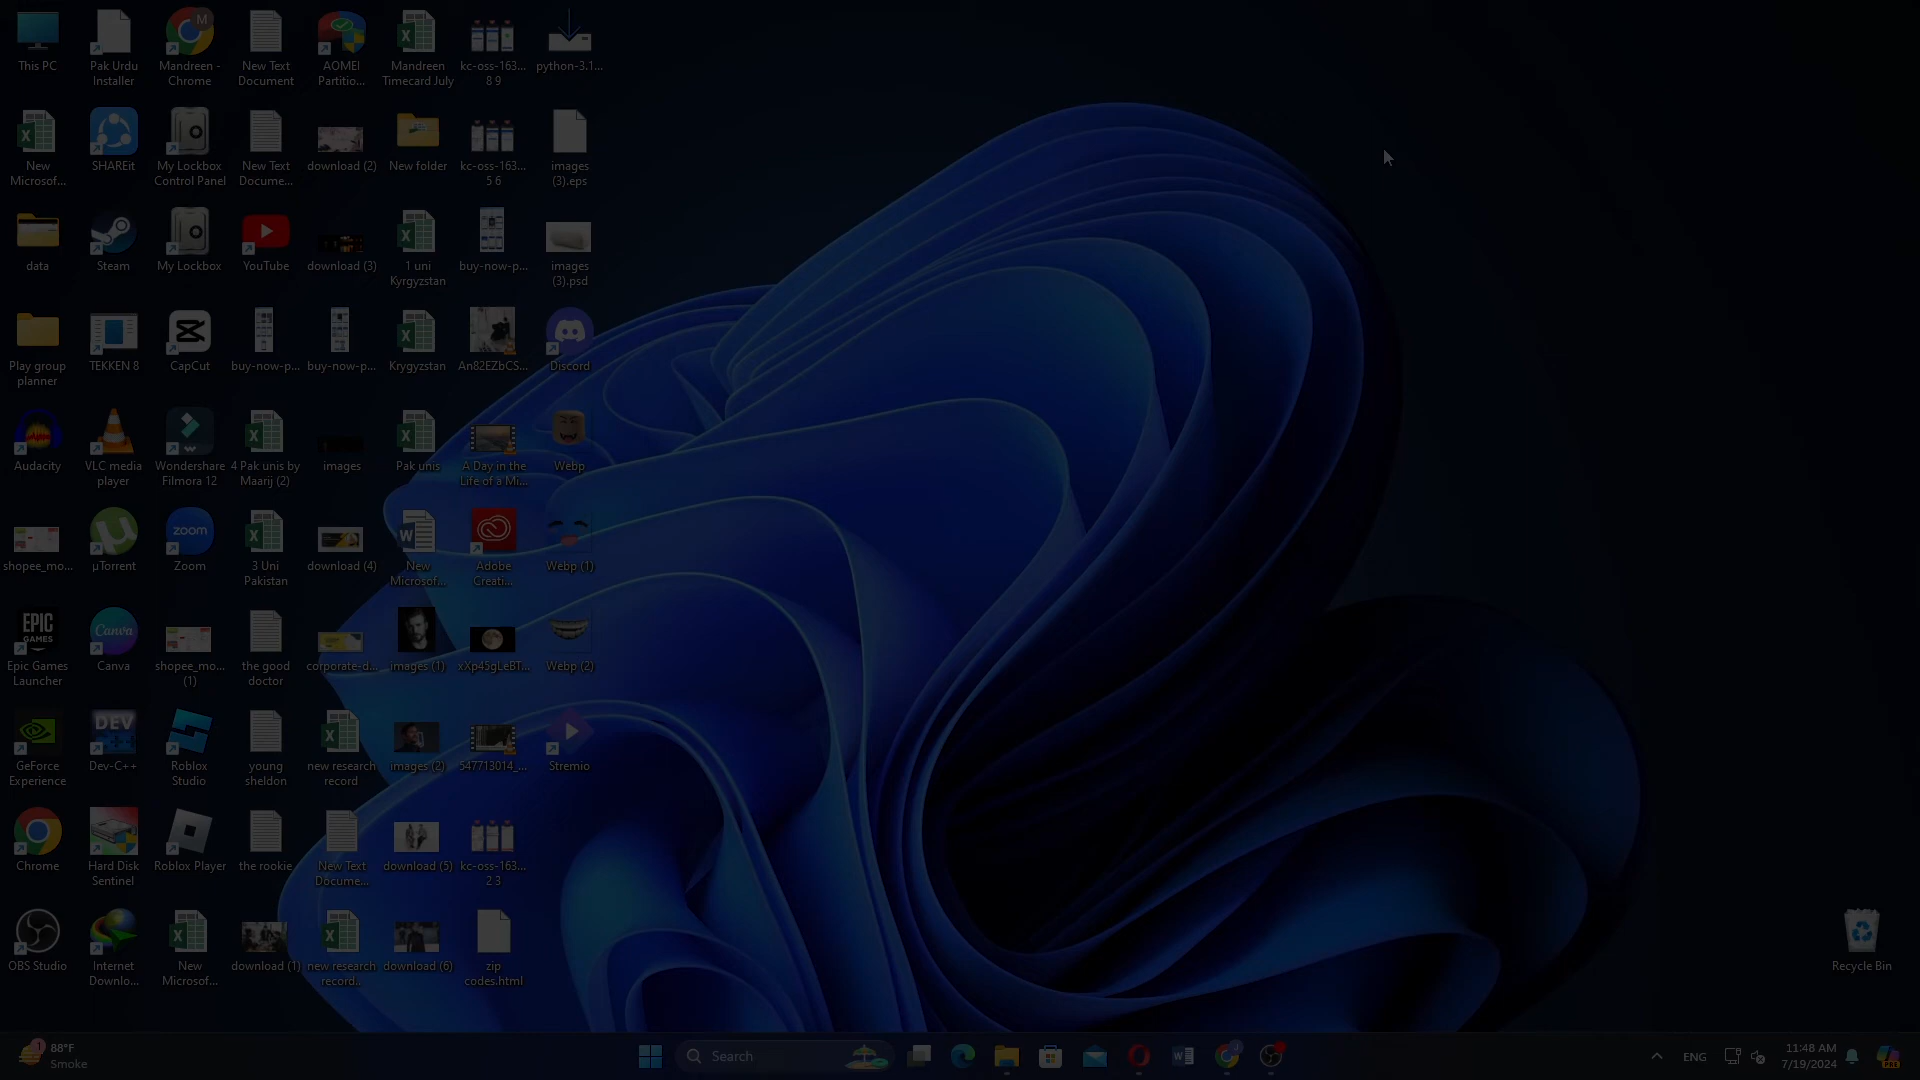 This PC
Pak Urdu
Installer
Mandreen -
Chrome
M
New Text
Document
AOMEI
Partitio...
Mandreen
Timecard July
kc-oss-163...
8 9
python-3.1...
New
Microsof...
SHAREit
My Lockbox
Control Panel
New Text
Docume...
download (2)
New folder
kc-oss-163...
5 6
images
(3).eps
data
Steam
My Lockbox
YouTube
download (3)
1 uni
Kyrgyzstan
buy-now-p...
images
(3).psd
Play group
planner
TEKKEN 8
CapCut
buy-now-p...
buy-now-p...
Krygyzstan
An82EZbCS...
Discord
Audacity
VLC media
player
Wondershare
Filmora 12
4 Pak unis by
Maarij (2)
images
Pak unis
A Day in the
Life of a Mi...
Webp
shopee_mo...
µTorrent
zoom
Zoom
3 Uni
Pakistan
download (4)
New
Microsof...
Adobe
Creati...
Webp (1)
EPIC
GAMES
Epic Games
Launcher
Canva
Canva
shopee_mo...
(1)
the good
doctor
corporate-d...
images (1)
xXp45gLeBT...
Webp (2)
GeForce
Experience
DEV
Dev-C++
Roblox
Studio
young
sheldon
new research
record
images (2)
547713014_...
Stremio
Chrome
Hard Disk
Sentinel
Roblox Player
the rookie
New Text
Docume...
download (5)
kc-oss-163...
2 3
OBS Studio
Internet
Downlo...
New
Microsof...
download (1)
new research
record..
download (6)
zip
codes.html
Recycle Bin
1
88°F
Smoke
Search
ENG
11:48 AM
7/19/2024
PRE